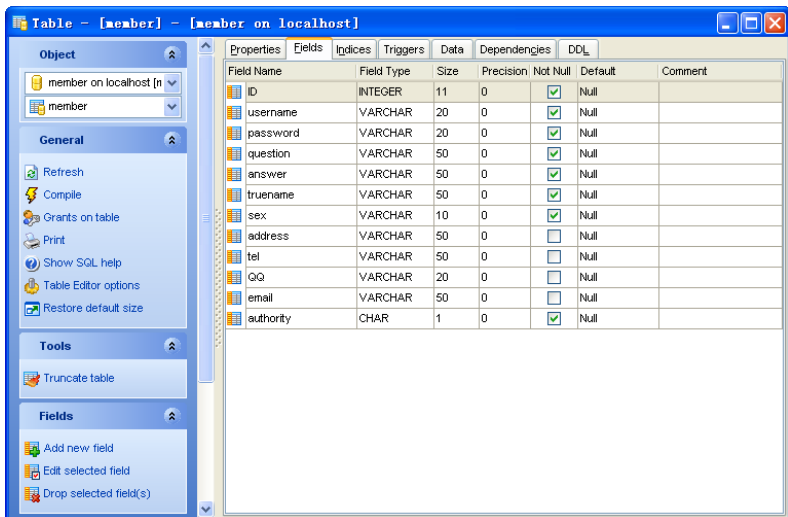 Table - [member] - [member on localhost]
Object
member on localhost [m
member
General
Refresh
Compile
Grants on table
Print
Show SQL help
Table Editor options
Restore default size
Tools
Truncate table
Fields
Add new field
Edit selected field
Drop selected field(s)
Properties Fields Indices Triggers Data Dependencies DDL
Field Name Field Type Size Precision Not Null Default Comment
ID INTEGER 11 0 Null
username VARCHAR 20 0 Null
password VARCHAR 20 0 Null
question VARCHAR 50 0 Null
answer VARCHAR 50 0 Null
truename VARCHAR 50 0 Null
sex VARCHAR 10 0 Null
address VARCHAR 50 0 Null
tel VARCHAR 50 0 Null
QQ VARCHAR 20 0 Null
email VARCHAR 50 0 Null
authority CHAR 1 0 Null